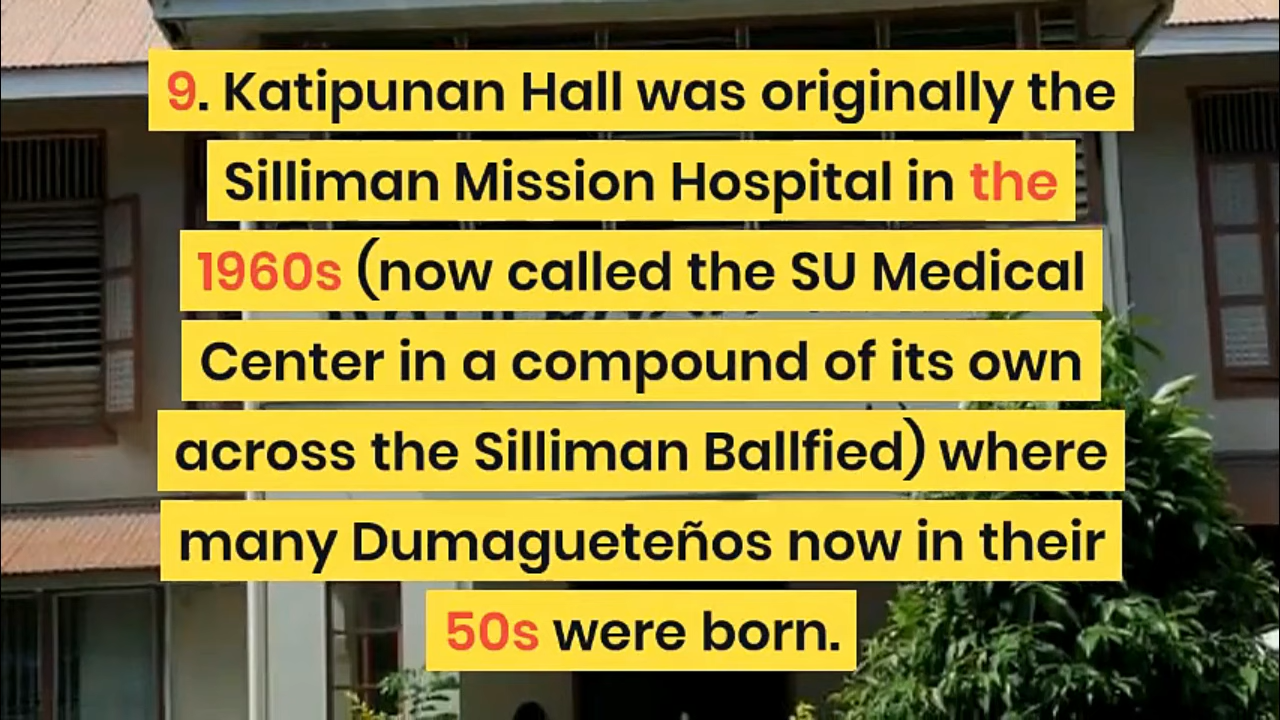 9. Katipunan Hall was originally the
Silliman Mission Hospital in the
1960s (now called the SU Medical
Center in a compound of its own
across the Silliman Ballfied) where
many Dumagueteños now in their
50s were born.